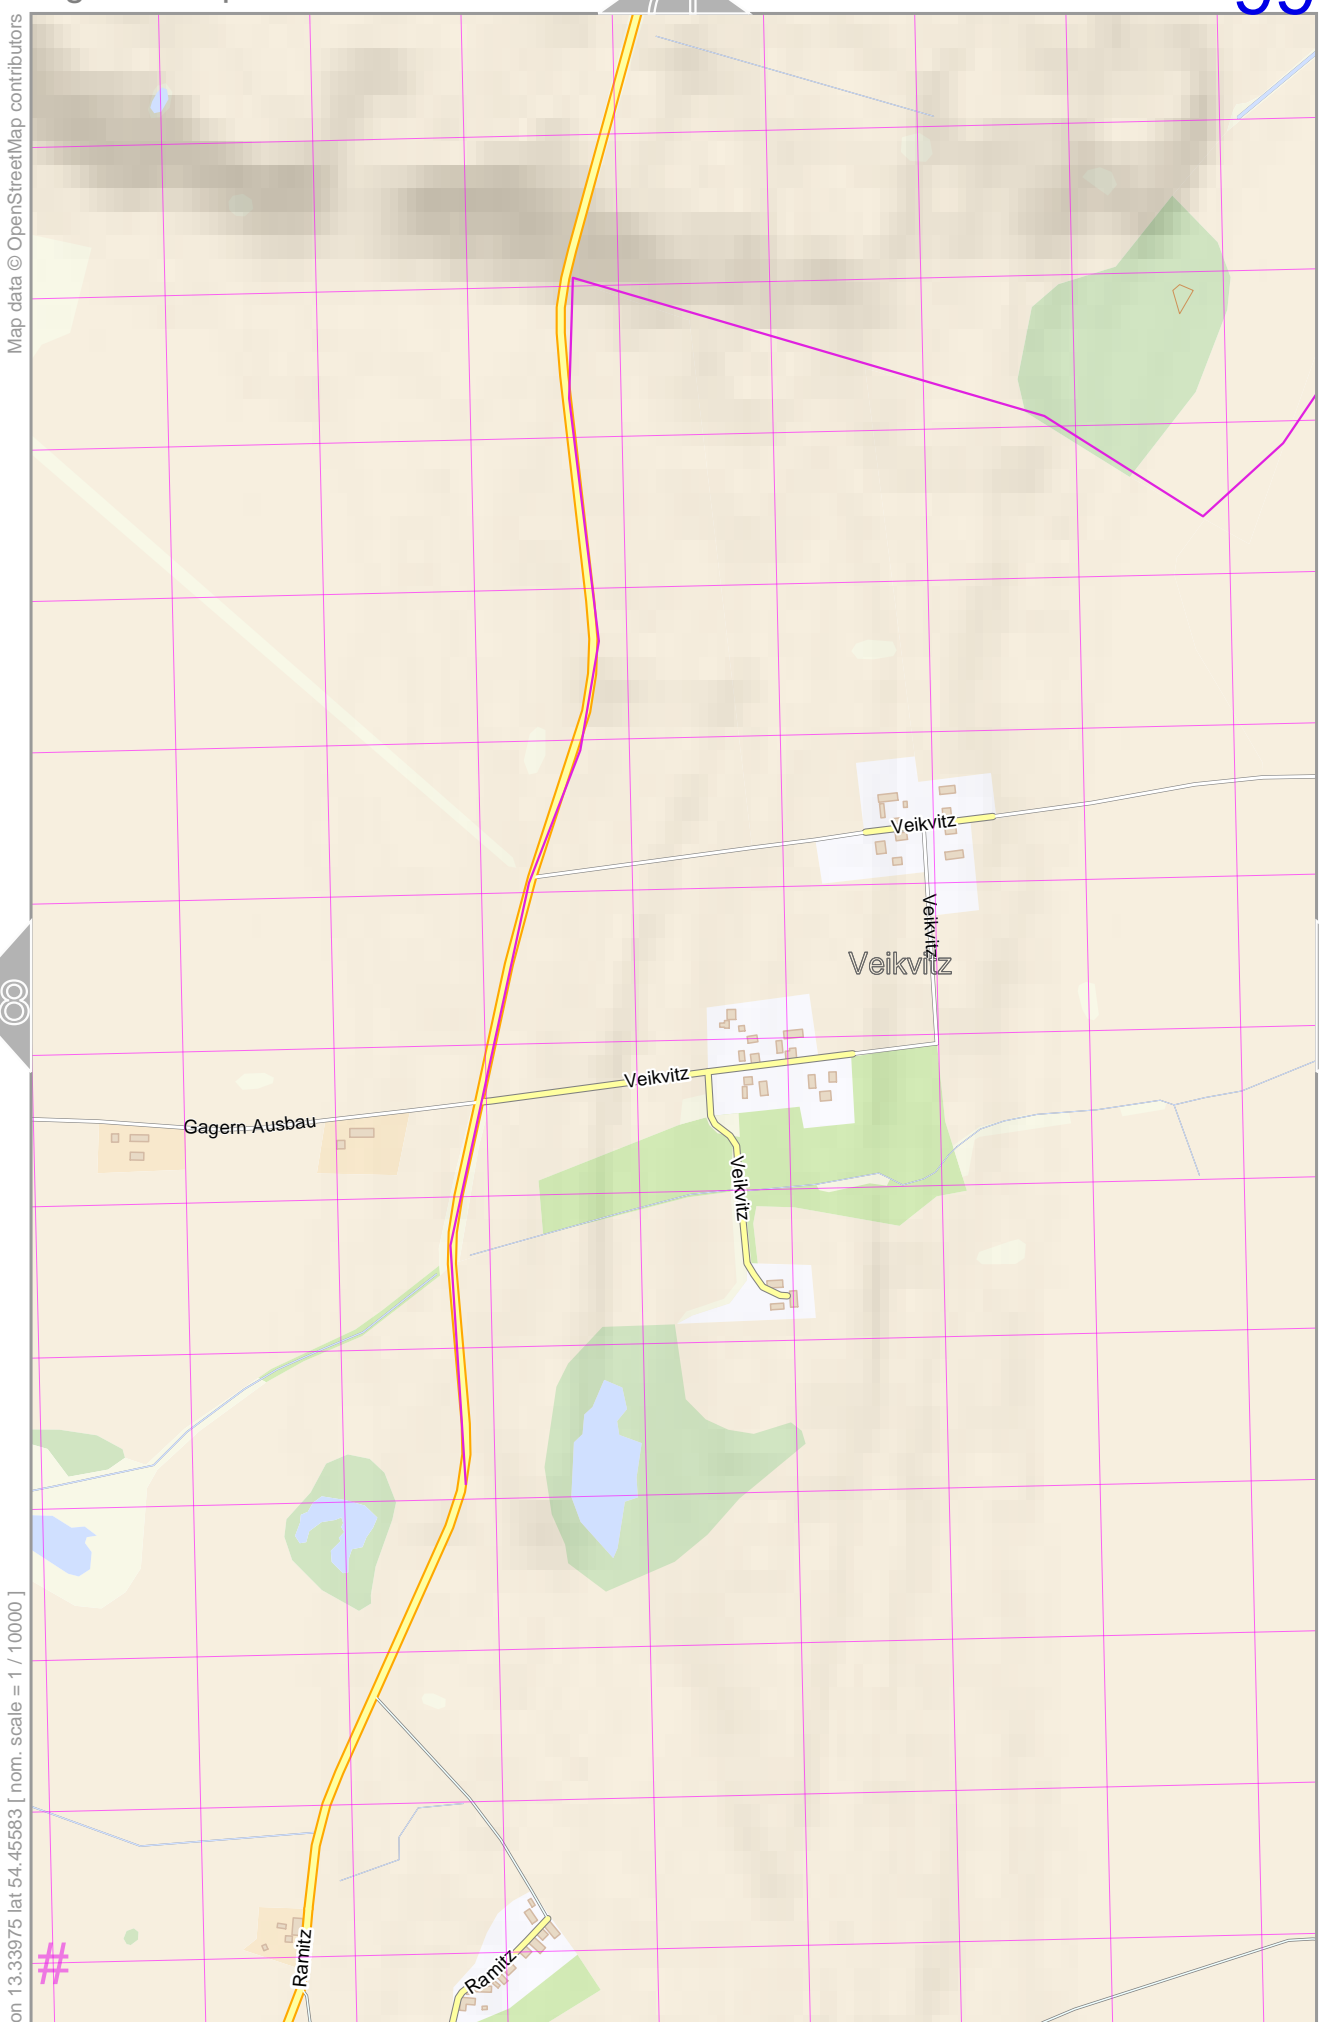 Map data © OpenStreetMap contributors
Veikvitz
Veikvitz
Veikvitz
8
Veikvitz
Gagern Ausbau
Veikvitz
on 13.33975 lat 54.45583 [ nom. scale = 1 / 10000 ]
#
Ramitz
Ramitz